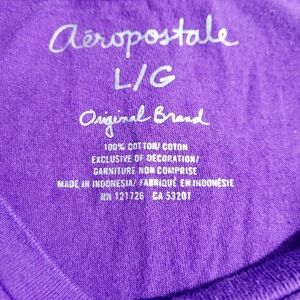 Aéropostale
L/G
Original Brand
100% COTTON/ COTON
EXCLUSIVE OF DECORATION/
GARNITURE NON COMPRISE
MADE IN INDONESIA/ FABRIQUÉ EN INDONÉSIE
RN 121726 CA 53201